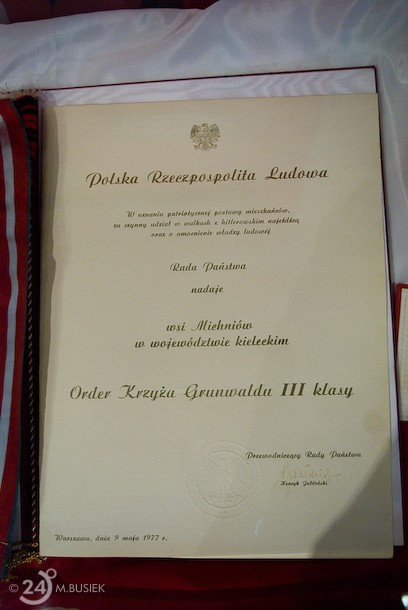 Polska Rzeczpospolita Ludowa
W uznaniu patriotycznej postawy mieszkańców,
za czynny udział w walkach z hitlerowskim najeźdźcą
oraz o umocnienie władzy ludowej
Rada Państwa
nadaje
wsi Michniów
w województwie kieleckim
Order Krzyża Grunwaldu III klasy
Przewodniczący Rady Państwa
Henryk Jabłoński
Warszawa, dnia 9 maja 1977 r.
© 24 M.BUSIEK